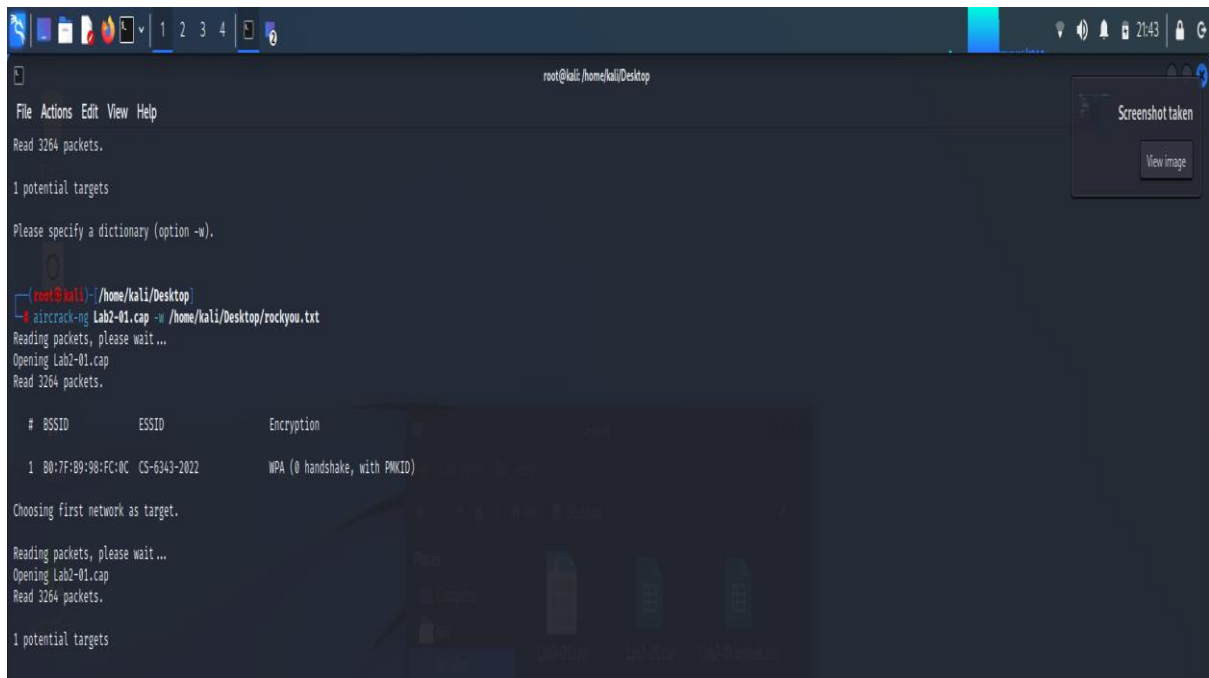 1 2 3 4
21:43
root@kali: /home/kali/Desktop
File Actions Edit View Help
Screenshot taken
View image
Read 3264 packets.
1 potential targets
Please specify a dictionary (option -w).
(root㉿kali)-[/home/kali/Desktop]
# aircrack-ng Lab2-01.cap -w /home/kali/Desktop/rockyou.txt
Reading packets, please wait...
Opening Lab2-01.cap
Read 3264 packets.
# BSSID ESSID Encryption
1 B0:7F:B9:98:FC:0C CS-6343-2022 WPA (0 handshake, with PMKID)
Choosing first network as target.
Reading packets, please wait...
Opening Lab2-01.cap
Read 3264 packets.
1 potential targets